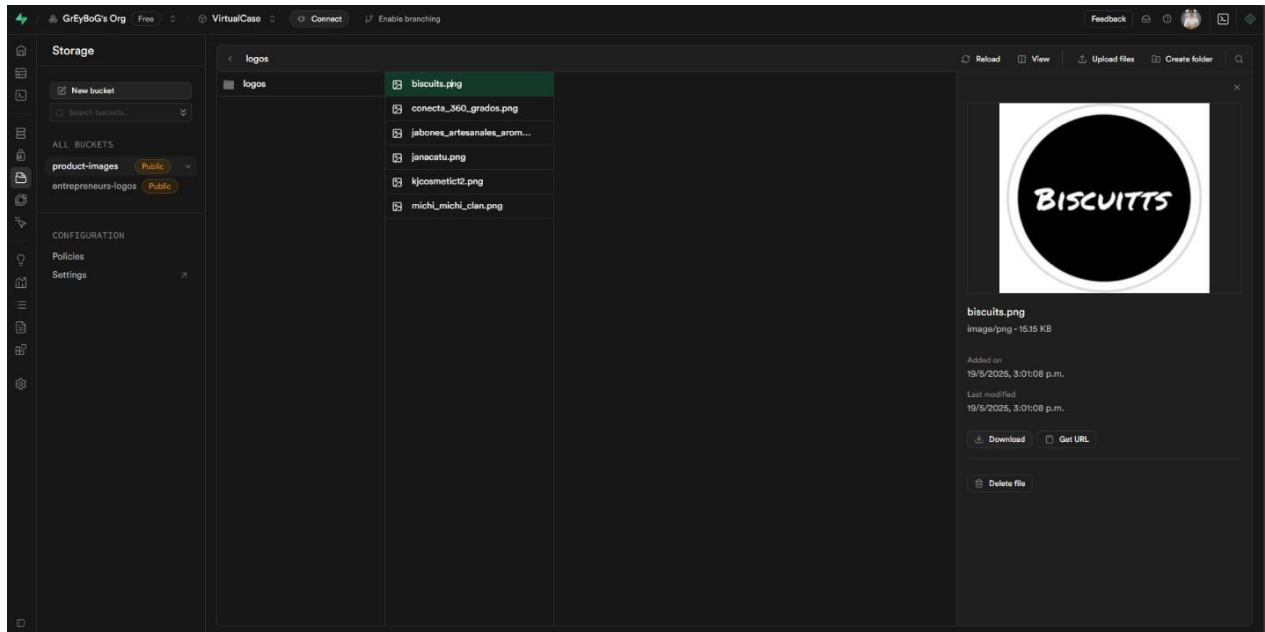 GrEyBoG's Org Free VirtualCase Connect Enable branching Feedback
Storage
New bucket
Search buckets...
ALL BUCKETS
product-images Public
entrepreneurs-logos Public
CONFIGURATION
Policies
Settings
logos
Reload View Upload files Create folder
logos
biscuits.png
conecta_360_grados.png
jabones_artesanales_arom...
janacatu.png
kjcosmetic12.png
michi_michi_clan.png
BISCUITTS
biscuits.png
image/png - 15.15 KB
Added on
19/5/2025, 3:01:08 p.m.
Last modified
19/5/2025, 3:01:08 p.m.
Download Get URL
Delete file